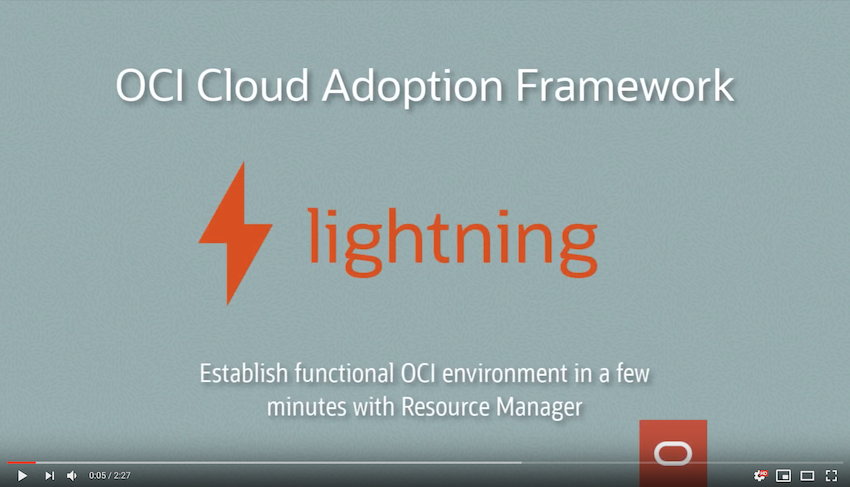 OCI Cloud Adoption Framework
lightning
Establish functional OCI environment in a few
minutes with Resource Manager
0:05 / 2:27
HD